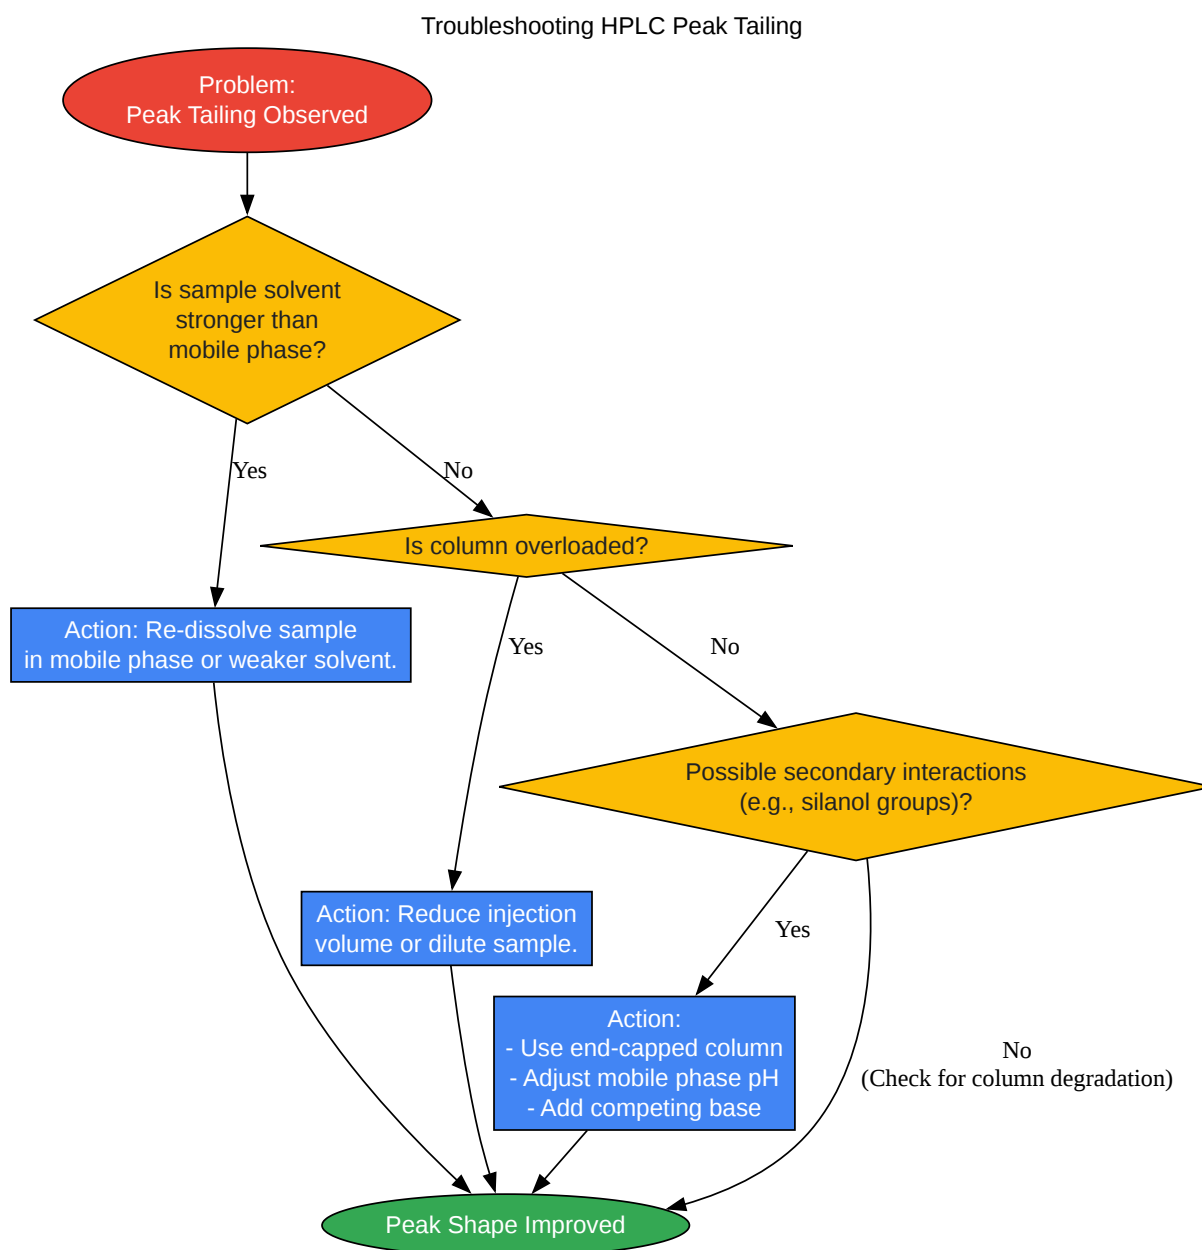 Troubleshooting HPLC Peak Tailing
Problem:
Peak Tailing Observed
Is sample solvent
stronger than
mobile phase?
Yes
No
Is column overloaded?
Action: Re-dissolve sample
in mobile phase or weaker solvent.
Yes
No
Possible secondary interactions
(e.g., silanol groups)?
Action: Reduce injection
volume or dilute sample.
Yes
Action:
- Use end-capped column
- Adjust mobile phase pH
- Add competing base
No
(Check for column degradation)
Peak Shape Improved